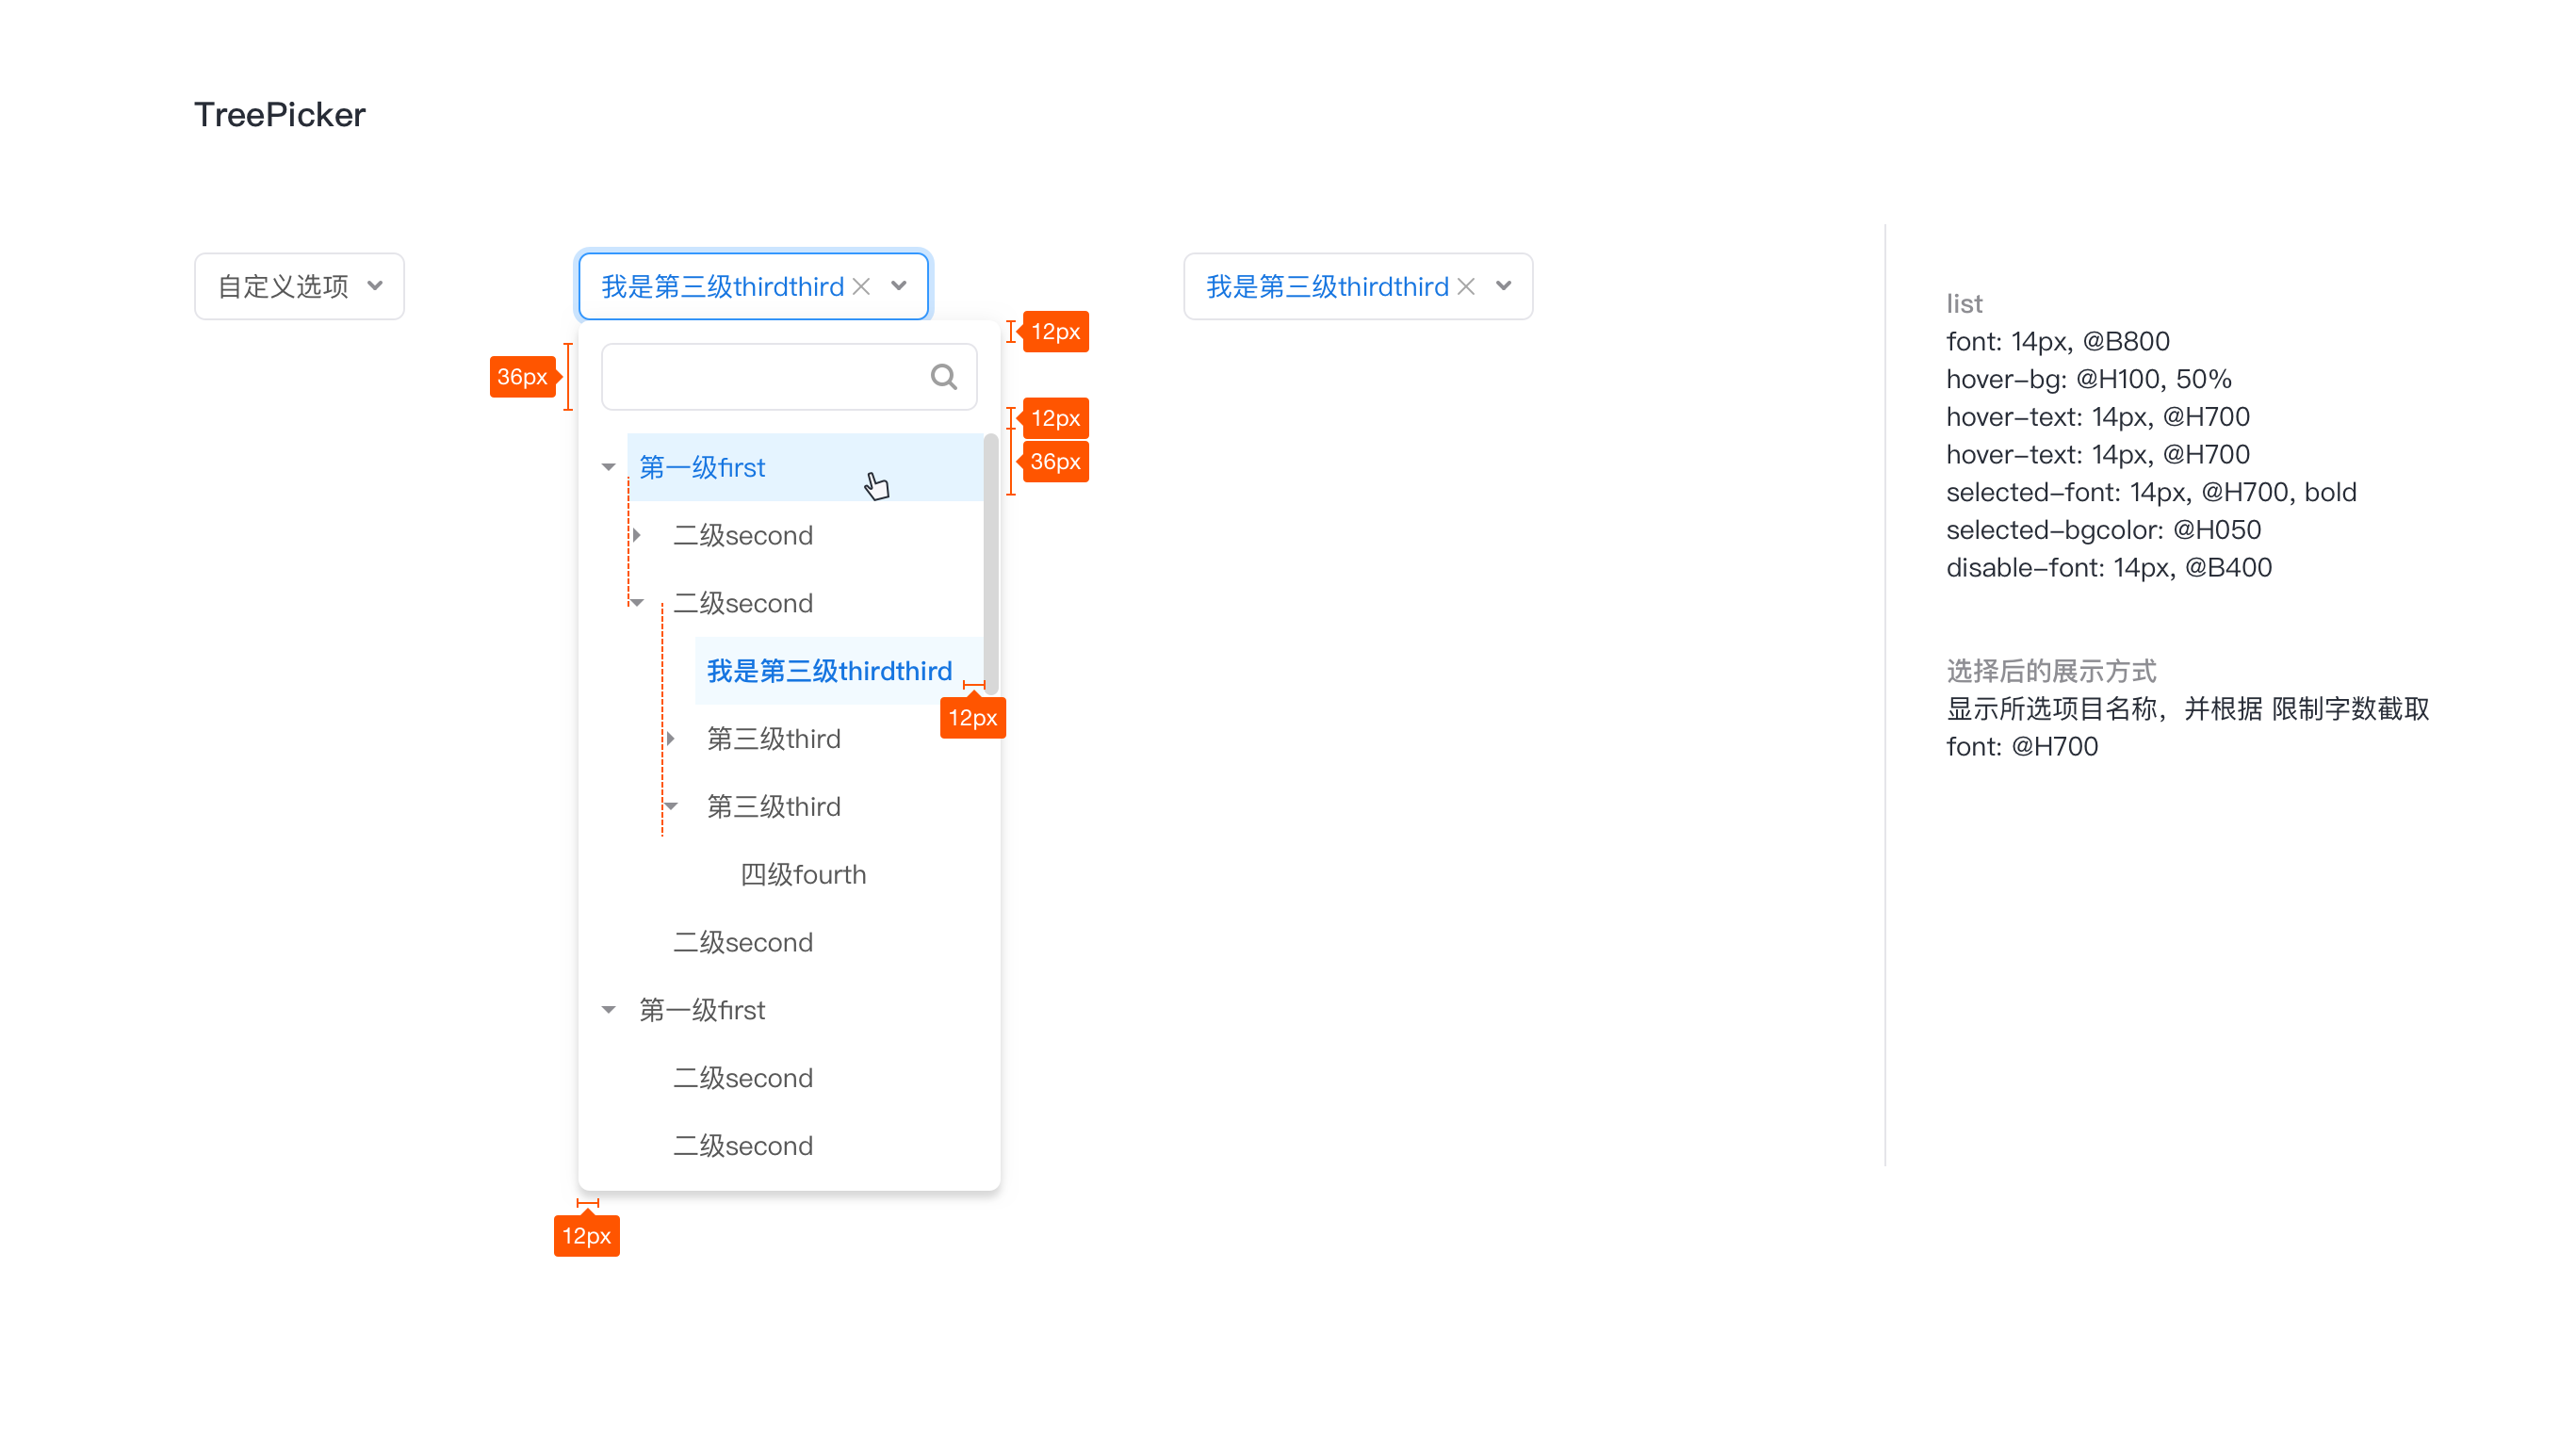 TreePicker
自定义选项
我是第三级thirdthird
我是第三级thirdthird
12px
36px
12px
36px
第一级first
二级second
二级second
我是第三级thirdthird
12px
第三级third
第三级third
四级fourth
二级second
第一级first
二级second
二级second
12px
list
font: 14px, @B800
hover-bg: @H100, 50%
hover-text: 14px, @H700
hover-text: 14px, @H700
selected-font: 14px, @H700, bold
selected-bgcolor: @H050
disable-font: 14px, @B400
选择后的展示方式
显示所选项目名称，并根据 限制字数截取
font: @H700